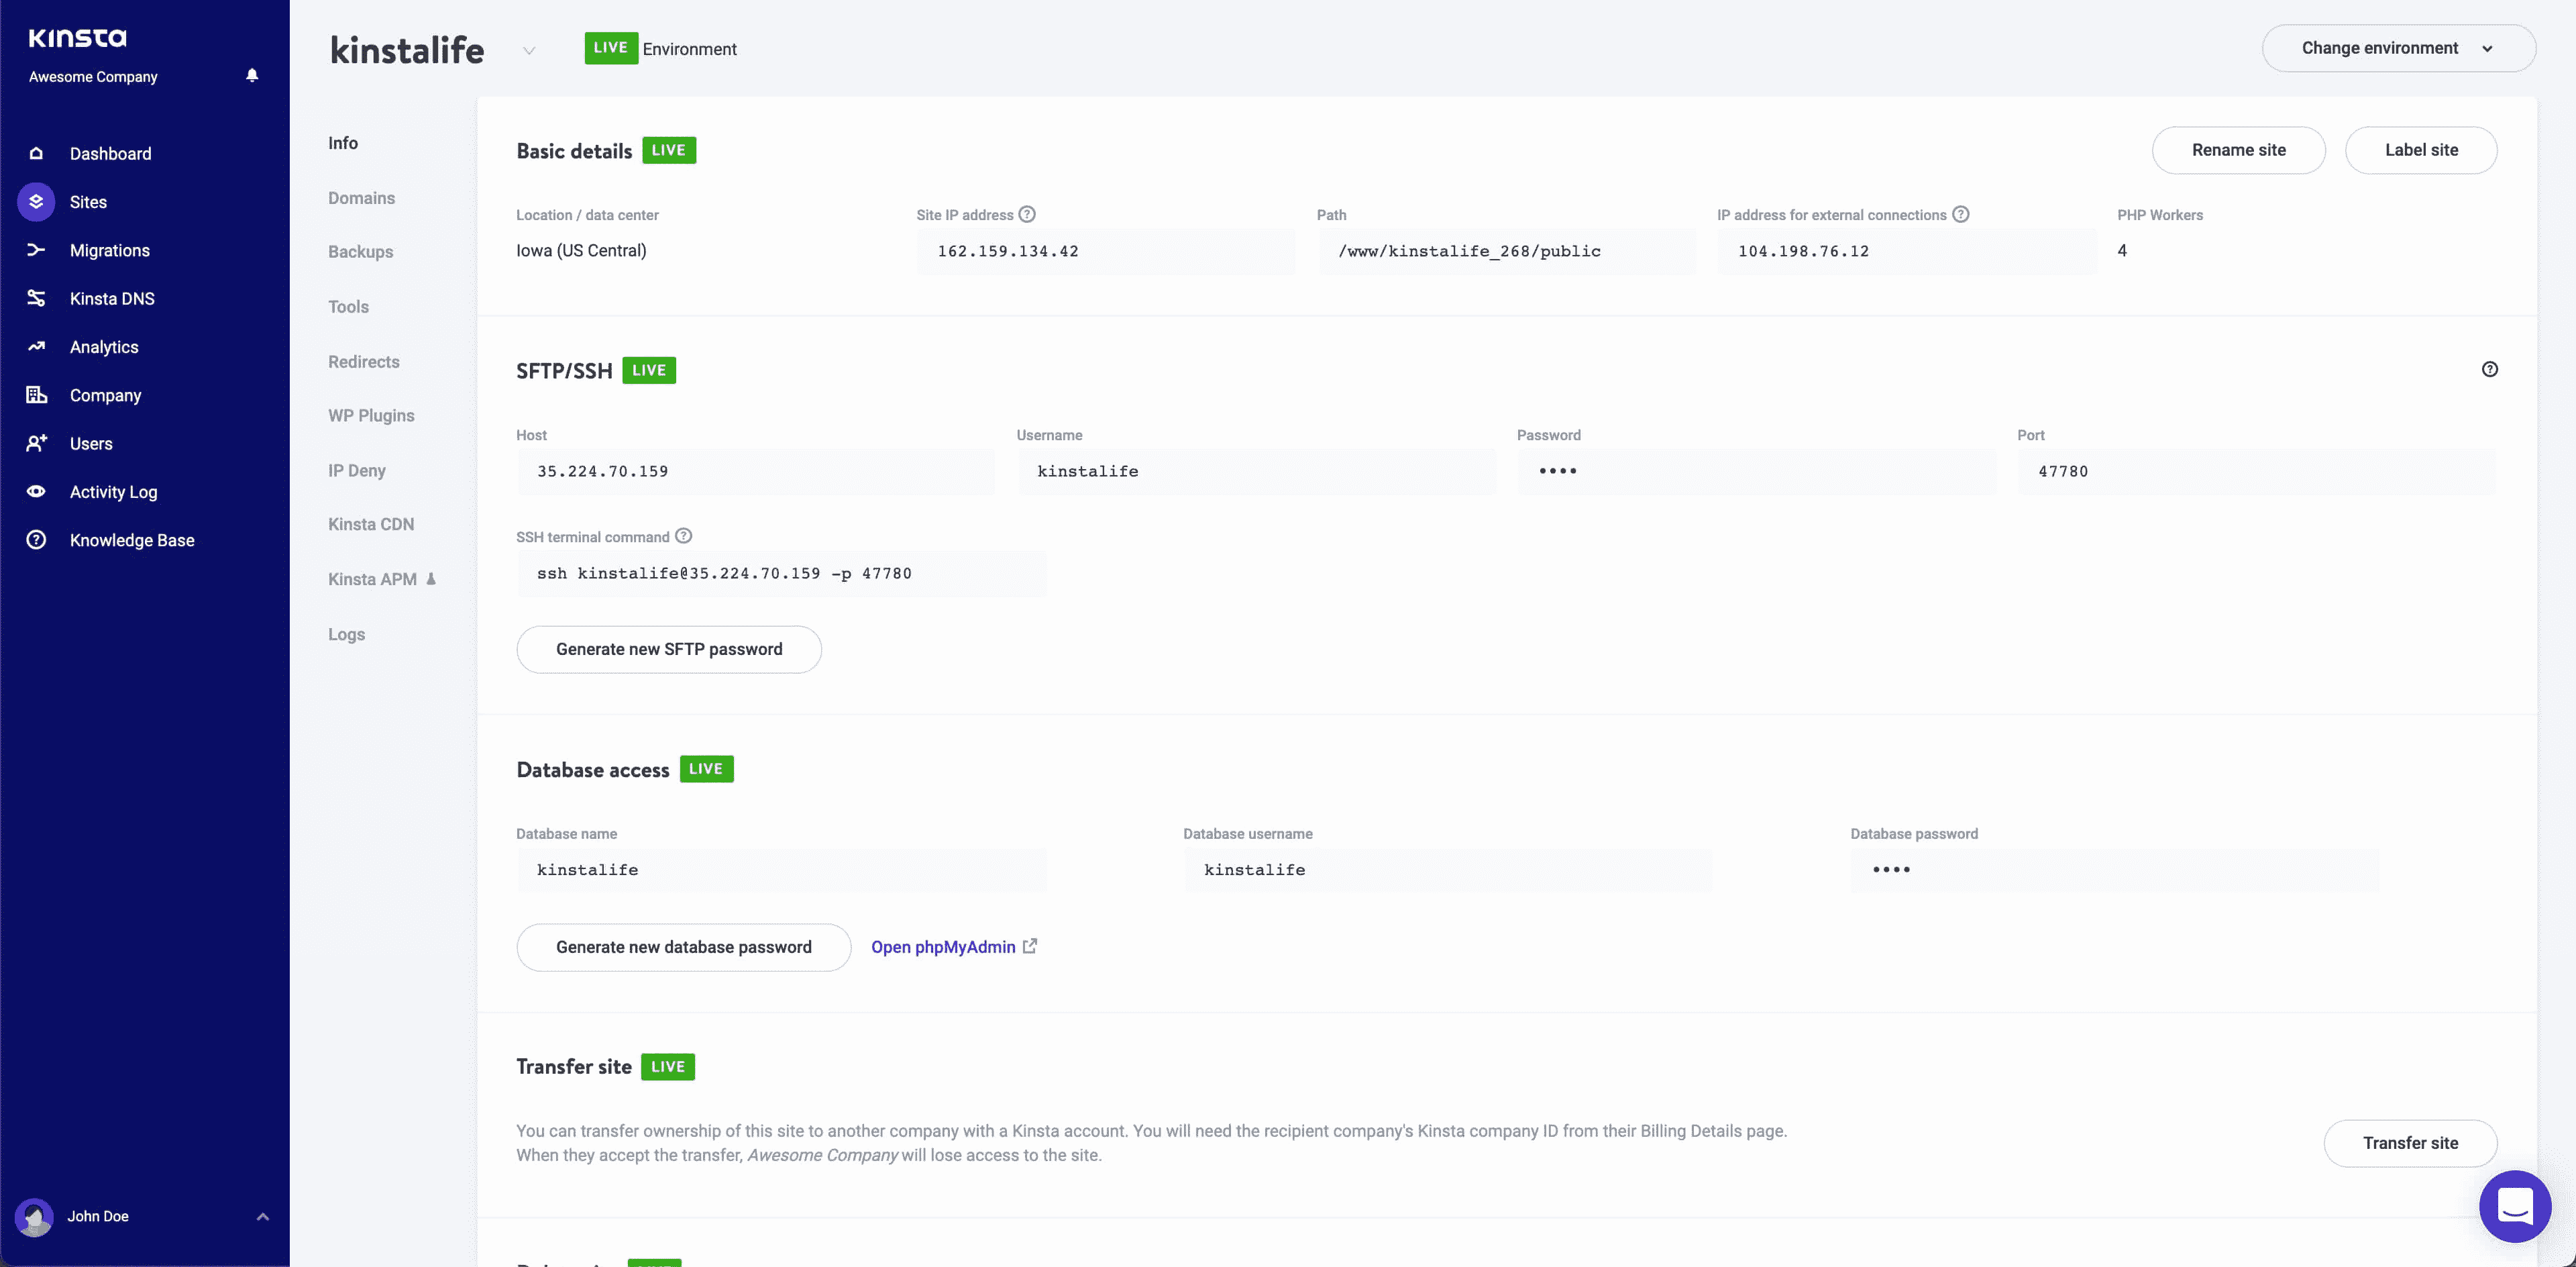 Kinsta
Awesome Company
Dashboard
Sites
Migrations
Kinsta DNS
Analytics
Company
Users
Activity Log
Knowledge Base
John Doe
kinstalife
LIVE Environment
Change environment
Info
Domains
Backups
Tools
Redirects
WP Plugins
IP Deny
Kinsta CDN
Kinsta APM
Logs
Basic details LIVE
Rename site
Label site
Location / data center
Iowa (US Central)
Site IP address
162.159.134.42
Path
/www/kinstalife_268/public
IP address for external connections
104.198.76.12
PHP Workers
4
SFTP/SSH LIVE
Host
35.224.70.159
Username
kinstalife
Password
••••
Port
47780
SSH terminal command
ssh kinstalife@35.224.70.159 -p 47780
Generate new SFTP password
Database access LIVE
Database name
kinstalife
Database username
kinstalife
Database password
••••
Generate new database password
Open phpMyAdmin
Transfer site LIVE
You can transfer ownership of this site to another company with a Kinsta account. You will need the recipient company's Kinsta company ID from their Billing Details page.
When they accept the transfer, Awesome Company will lose access to the site.
Transfer site